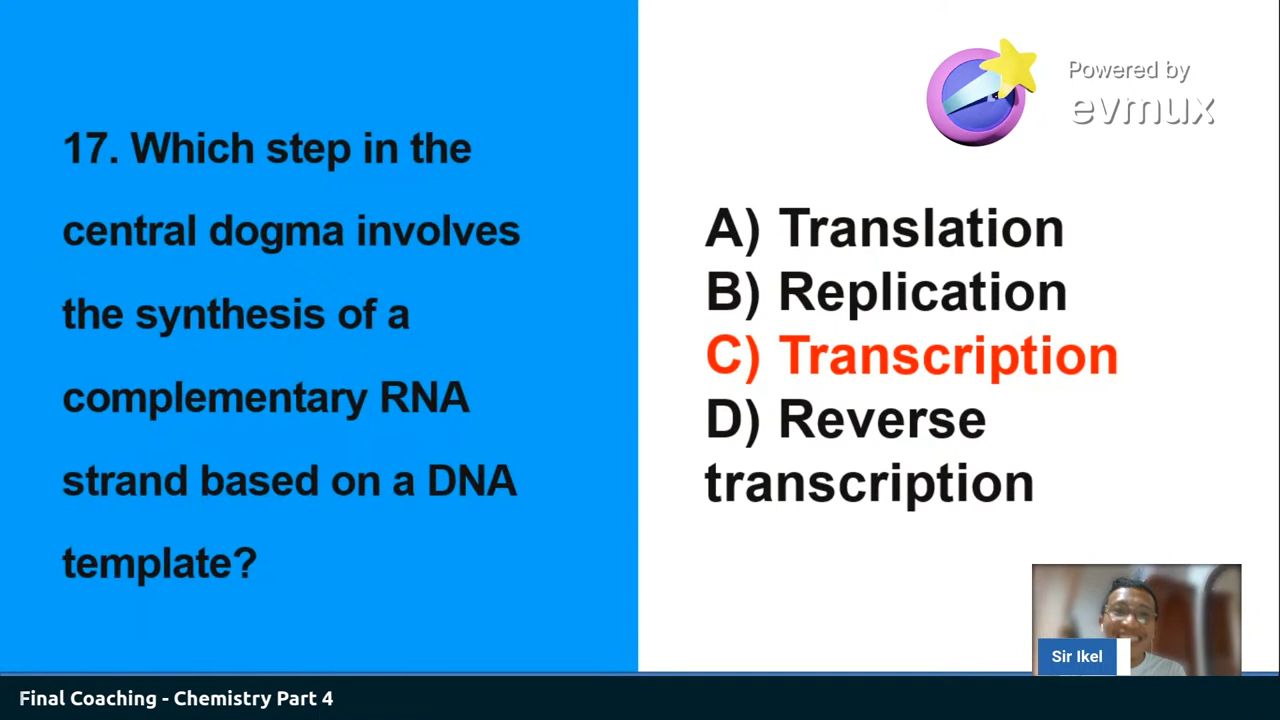 17. Which step in the
central dogma involves
the synthesis of a
complementary RNA
strand based on a DNA
template?
Powered by
evmux
A) Translation
B) Replication
C) Transcription
D) Reverse
transcription
Sir Ikel
Final Coaching - Chemistry Part 4